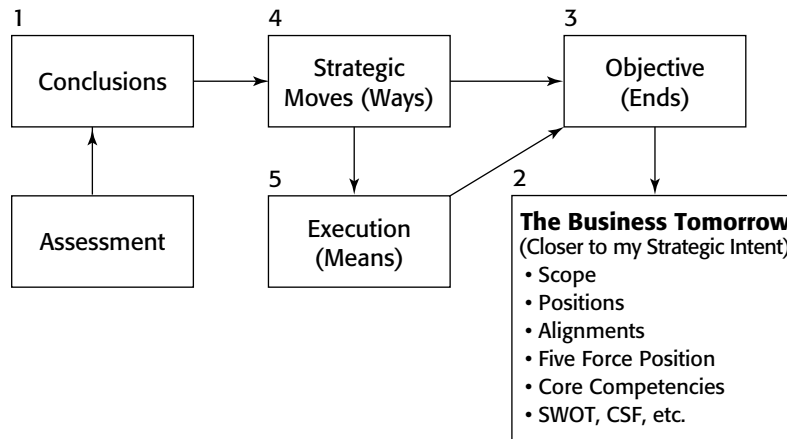 1
Conclusions
4
Strategic
Moves (Ways)
3
Objective
(Ends)
Assessment
5
Execution
(Means)
2
The Business Tomorrow
(Closer to my Strategic Intent)
• Scope
• Positions
• Alignments
• Five Force Position
• Core Competencies
• SWOT, CSF, etc.